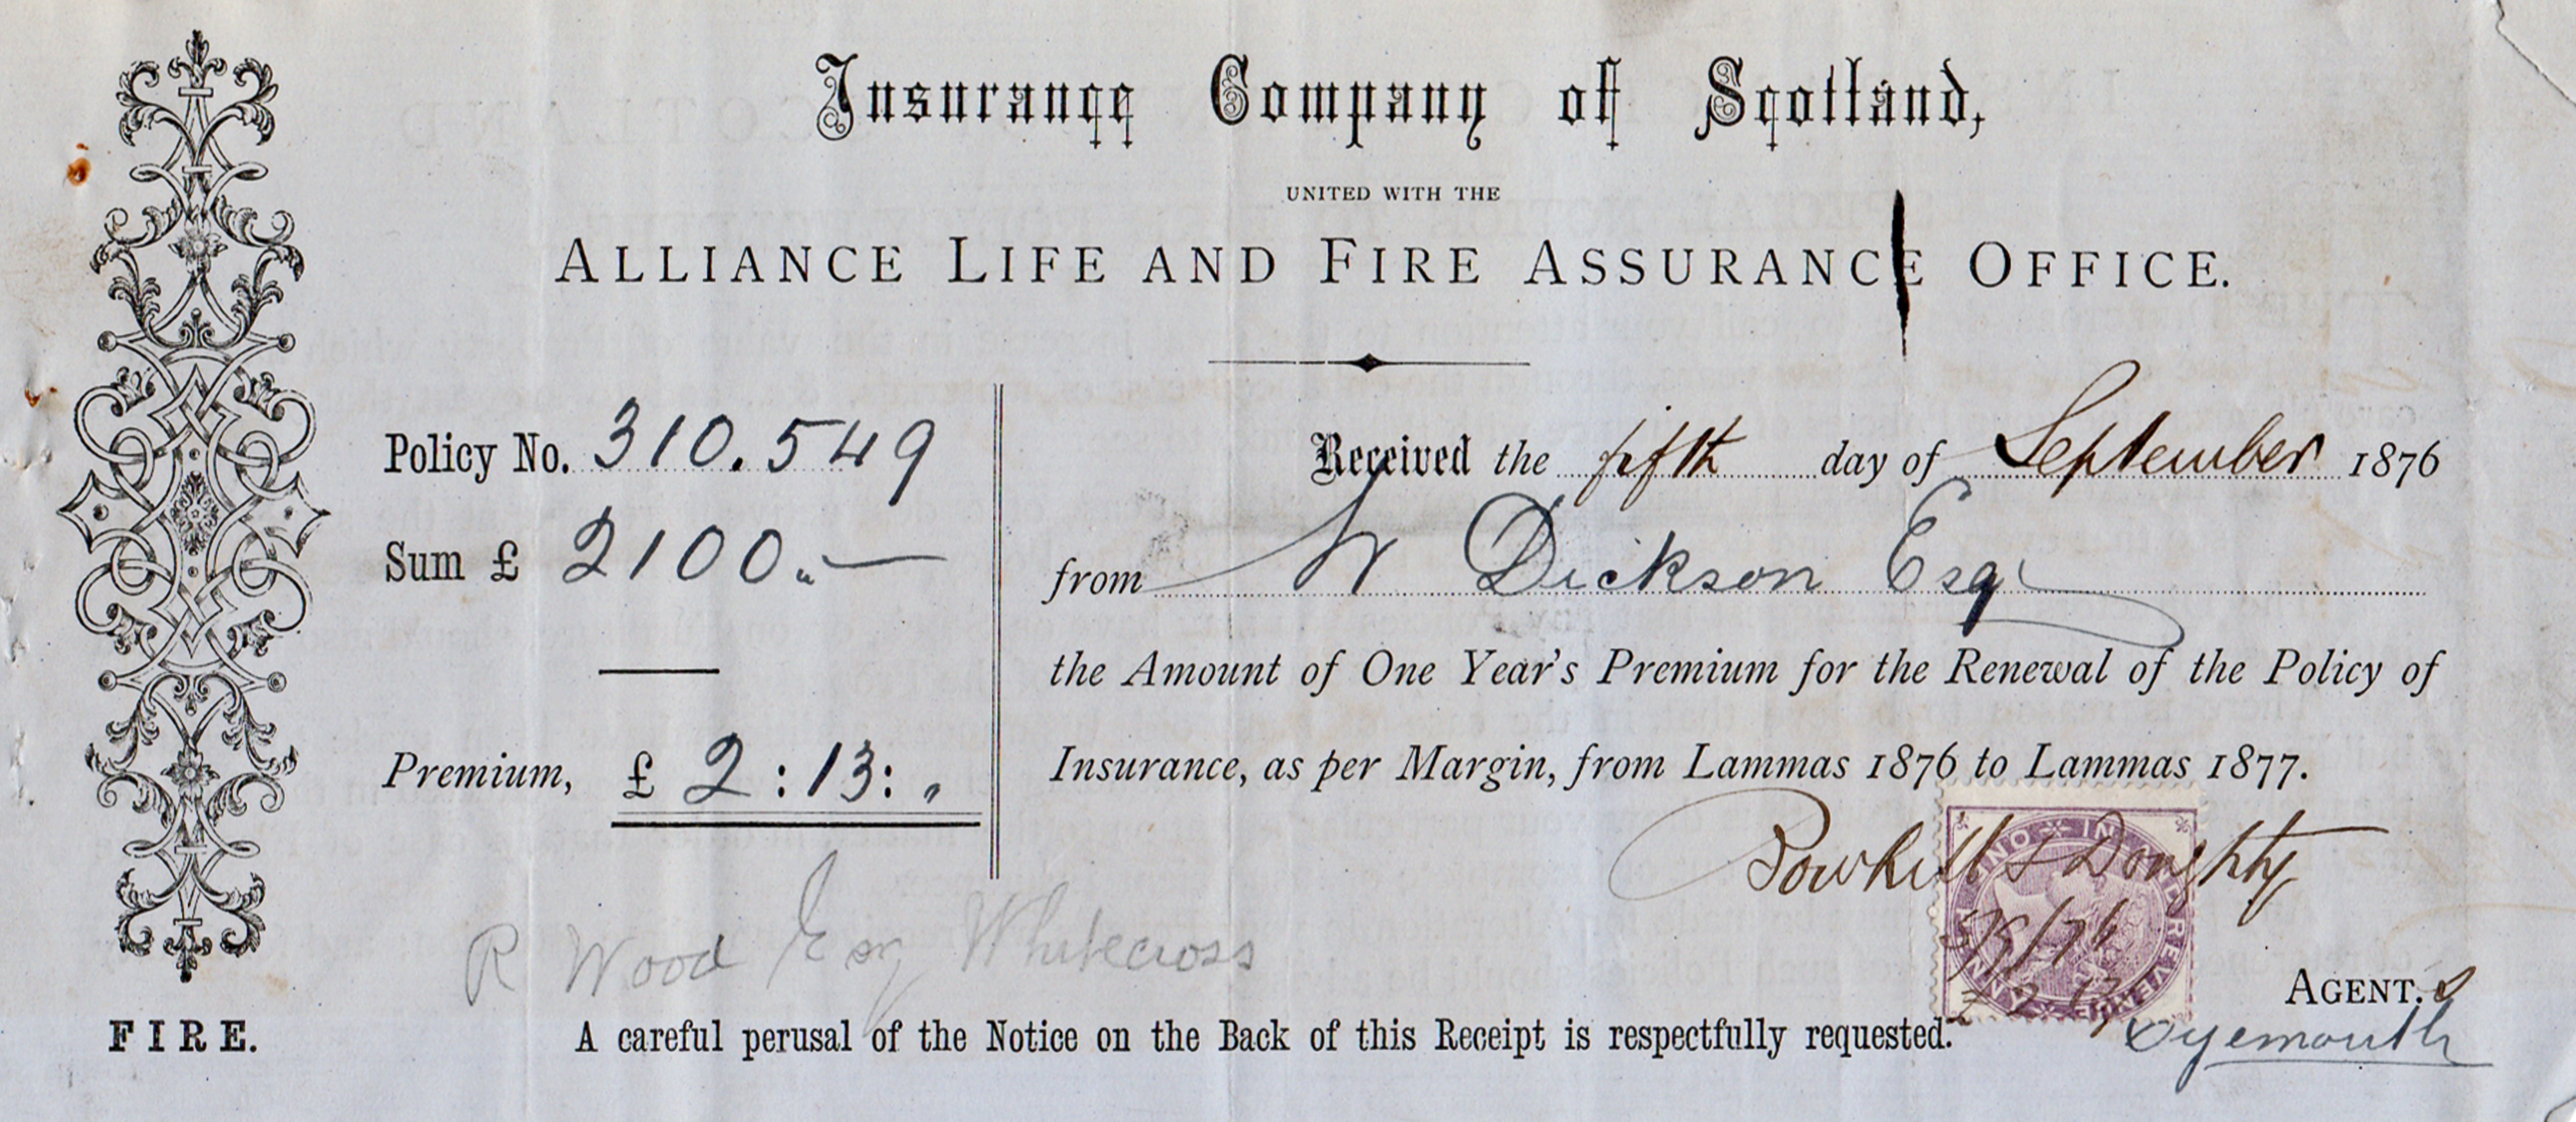 Insurance Company of Scotland,
UNITED WITH THE
ALLIANCE LIFE AND FIRE ASSURANCE OFFICE.
Policy No. 310.549
Sum £ 2100.„—
Premium, £ 2:13:„
Received the fifth day of September 1876
from W Dickson Esq
the Amount of One Year's Premium for the Renewal of the Policy of
Insurance, as per Margin, from Lammas 1876 to Lammas 1877.
Bowhill & Doughty
5/9/76
£2.13
INLAND REVENUE
AGENT.s
Eyemouth
R Wood Esq Whitecross
FIRE.
A careful perusal of the Notice on the Back of this Receipt is respectfully requested.